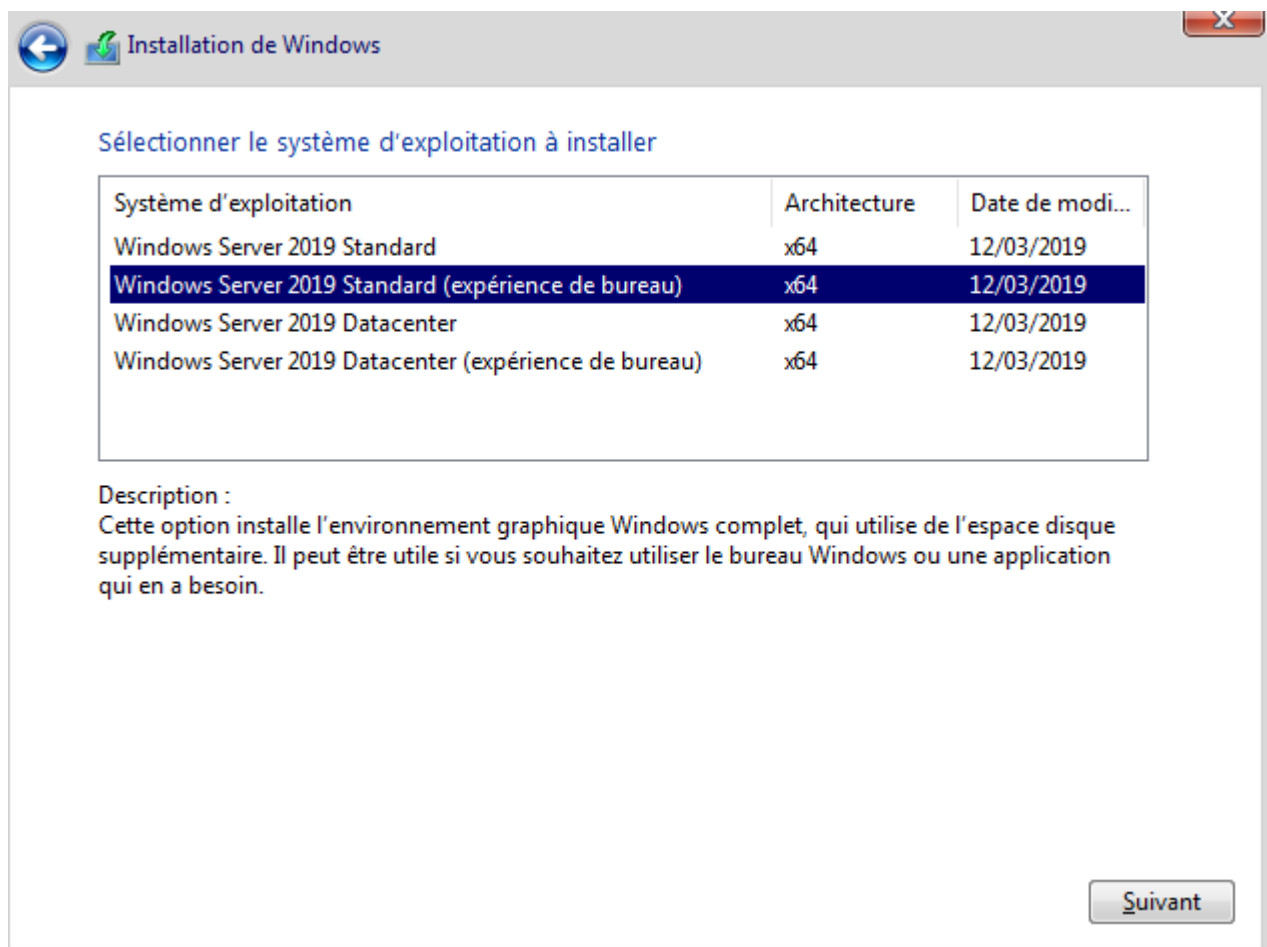 Installation de Windows
Sélectionner le système d'exploitation à installer
Système d'exploitation Architecture Date de modi...
Windows Server 2019 Standard x64 12/03/2019
Windows Server 2019 Standard (expérience de bureau) x64 12/03/2019
Windows Server 2019 Datacenter x64 12/03/2019
Windows Server 2019 Datacenter (expérience de bureau) x64 12/03/2019
Description :
Cette option installe l'environnement graphique Windows complet, qui utilise de l'espace disque
supplémentaire. Il peut être utile si vous souhaitez utiliser le bureau Windows ou une application
qui en a besoin.
Suivant